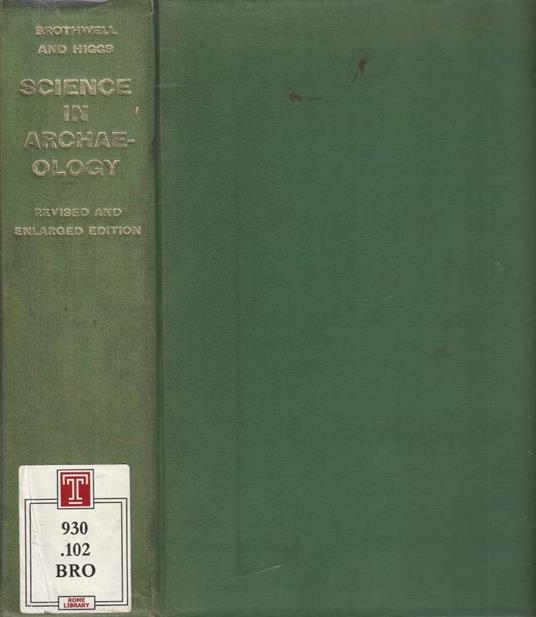 BROTHWELL
AND HIGGS
SCIENCE
IN
ARCHAE-
OLOGY
REVISED AND
ENLARGED EDITION
T
930
.102
BRO
ROME
LIBRARY